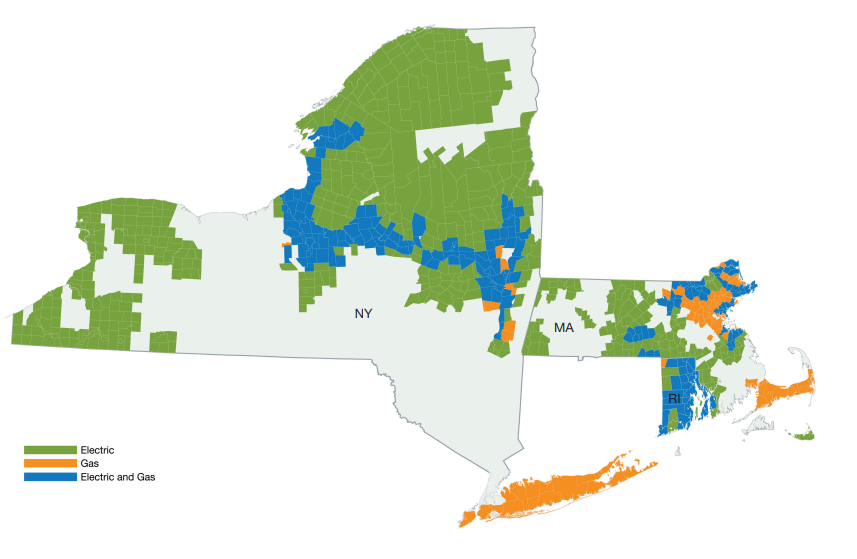 NY
MA
RI
Electric
Gas
Electric and Gas